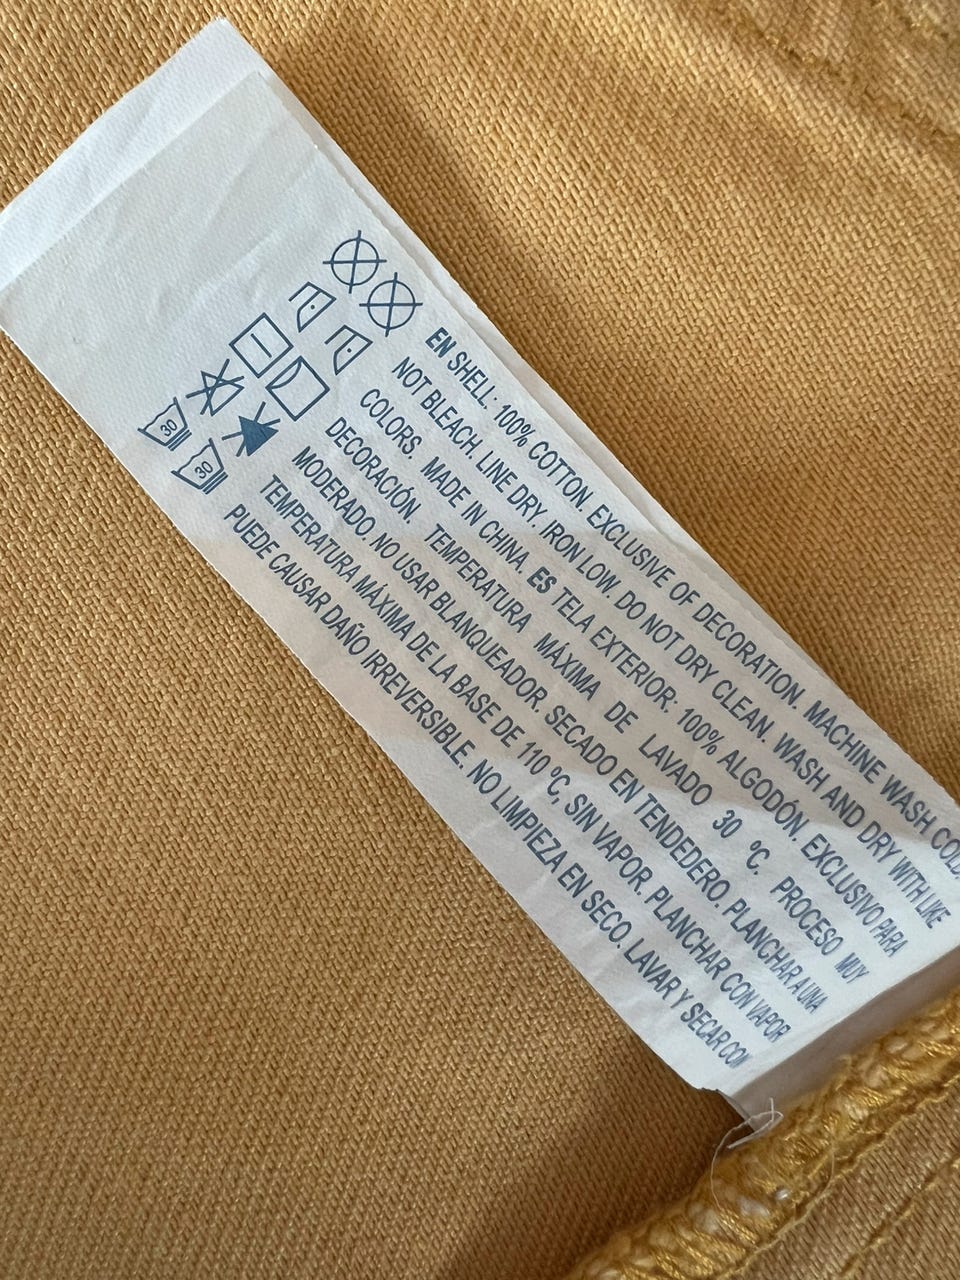 30
30
EN SHELL: 100% COTTON. EXCLUSIVE OF DECORATION. MACHINE WASH COLD.
NOT BLEACH. LINE DRY. IRON LOW. DO NOT DRY CLEAN. WASH AND DRY WITH LIKE
COLORS. MADE IN CHINA. ES TELA EXTERIOR: 100% ALGODÓN. EXCLUSIVO PARA
DECORACIÓN. TEMPERATURA MÁXIMA DE LAVADO 30 °C. PROCESO MUY
MODERADO. NO USAR BLANQUEADOR. SECADO EN TENDEDERO. PLANCHAR A UNA
TEMPERATURA MÁXIMA DE LA BASE DE 110 °C, SIN VAPOR. PLANCHAR CON VAPOR
PUEDE CAUSAR DAÑO IRREVERSIBLE. NO LIMPIEZA EN SECO. LAVAR Y SECAR CON